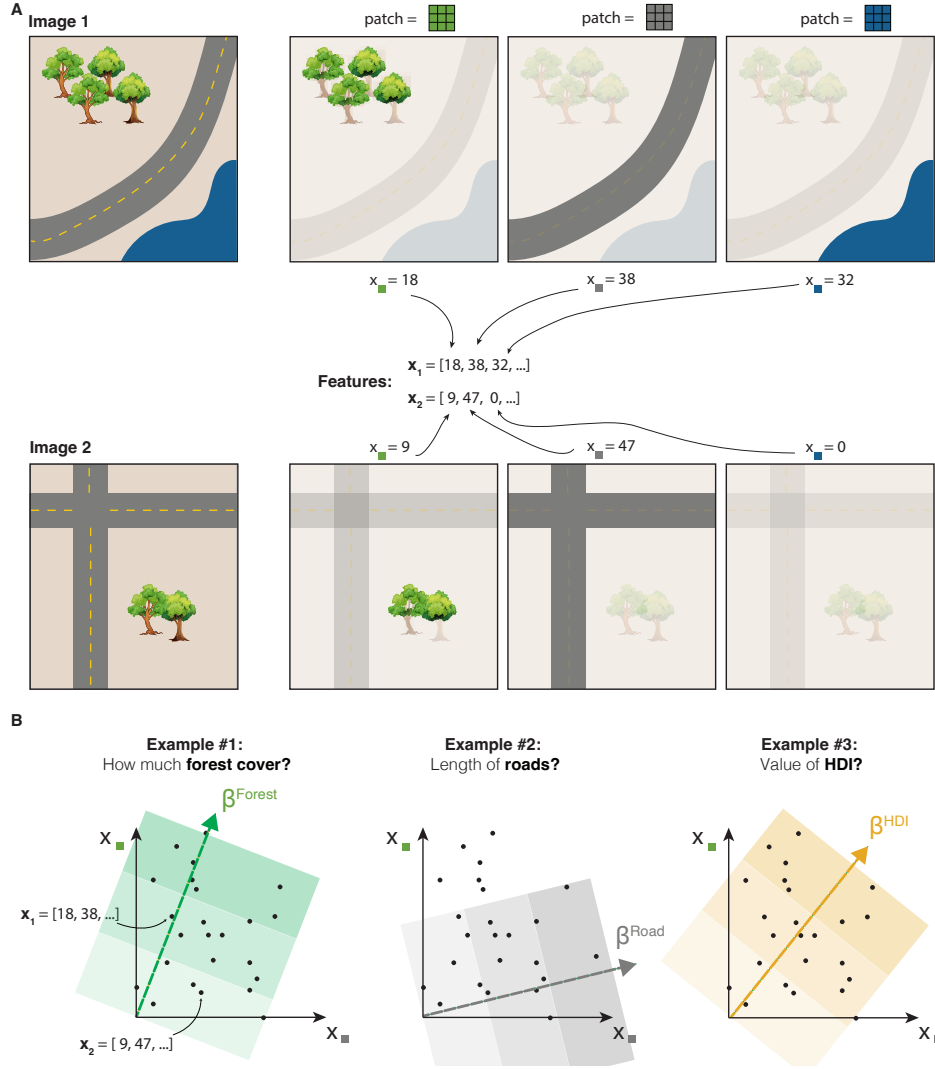 A
Image 1
patch =
patch =
patch =
x = 18
x = 38
x = 32
Features:
x1 = [18, 38, 32, ...]
x2 = [ 9, 47, 0, ...]
Image 2
x = 9
x = 47
x = 0
B
Example #1:
How much forest cover?
Example #2:
Length of roads?
Example #3:
Value of HDI?
βForest
X
x1 = [18, 38, ...]
x2 = [ 9, 47, ...]
X
X
βRoad
X
X
βHDI
X